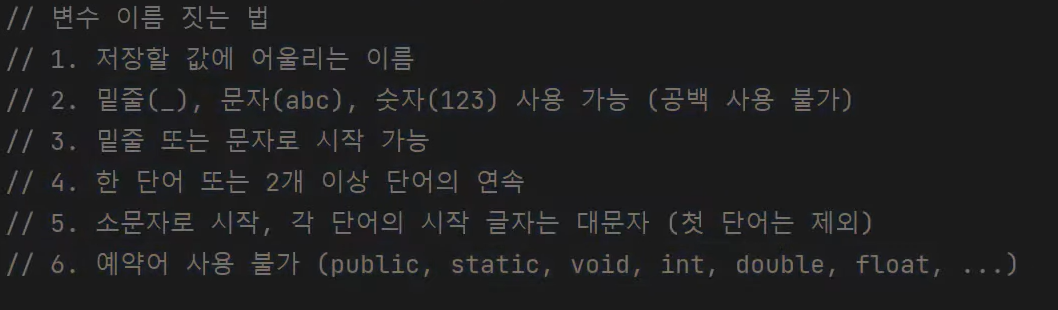 // 변수 이름 짓는 법
// 1. 저장할 값에 어울리는 이름
// 2. 밑줄(_), 문자(abc), 숫자(123) 사용 가능 (공백 사용 불가)
// 3. 밑줄 또는 문자로 시작 가능
// 4. 한 단어 또는 2개 이상 단어의 연속
// 5. 소문자로 시작, 각 단어의 시작 글자는 대문자 (첫 단어는 제외)
// 6. 예약어 사용 불가 (public, static, void, int, double, float, ...)